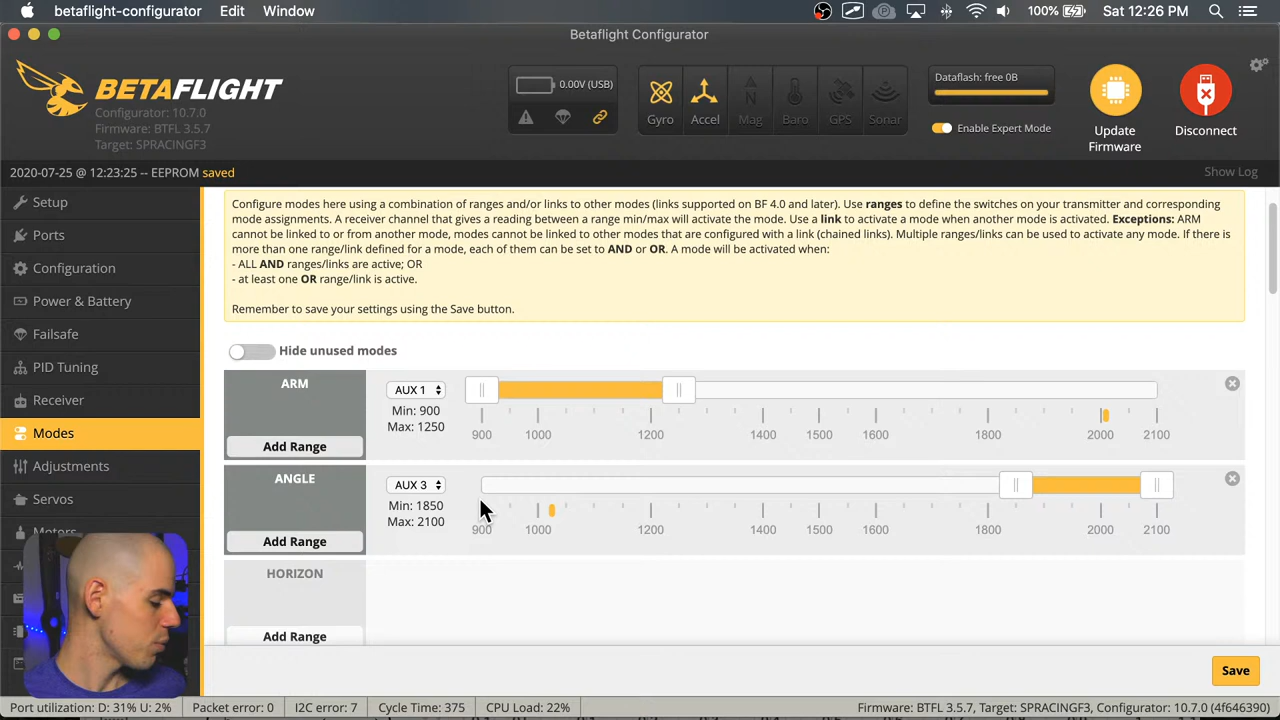 betaflight-configurator Edit Window
100% Sat 12:26 PM
Betaflight Configurator
BETAFLIGHT
Configurator: 10.7.0
Firmware: BTFL 3.5.7
Target: SPRACINGF3
0.00V (USB)
Gyro Accel Mag Baro GPS Sonar
Dataflash: free 0B
Enable Expert Mode
Update
Firmware
Disconnect
2020-07-25 @ 12:23:25 -- EEPROM saved
Show Log
Setup
Ports
Configuration
Power & Battery
Failsafe
PID Tuning
Receiver
Modes
Adjustments
Servos
Motors
Configure modes using a combination of ranges and/or links to other modes (links supported on BF 4.0 and later). Use ranges to define the switches on your transmitter and corresponding
mode assignments. A receiver channel that gives a reading between a range min/max will activate the mode. Use a link to activate a mode when another mode is activated. Exceptions: ARM
cannot be linked to or from another mode, modes cannot be linked to other modes that are configured with a link (chained links). Multiple ranges/links can be used to activate any mode. If there is
more than one range/link defined for a mode, each of them can be set to AND or OR. A mode will be activated when:
- ALL AND ranges/links are active; OR
- at least one OR range/link is active.
Remember to save your settings using the Save button.
Hide unused modes
ARM
Add Range
AUX 1
Min: 900
Max: 1250
900 1000 1200 1400 1500 1600 1800 2000 2100
ANGLE
Add Range
AUX 3
Min: 1850
Max: 2100
900 1000 1200 1400 1500 1600 1800 2000 2100
HORIZON
Add Range
Save
Port utilization: D: 31% U: 2% Packet error: 0 I2C error: 7 Cycle Time: 375 CPU Load: 22% Firmware: BTFL 3.5.7, Target: SPRACINGF3, Configurator: 10.7.0 (4f646390)